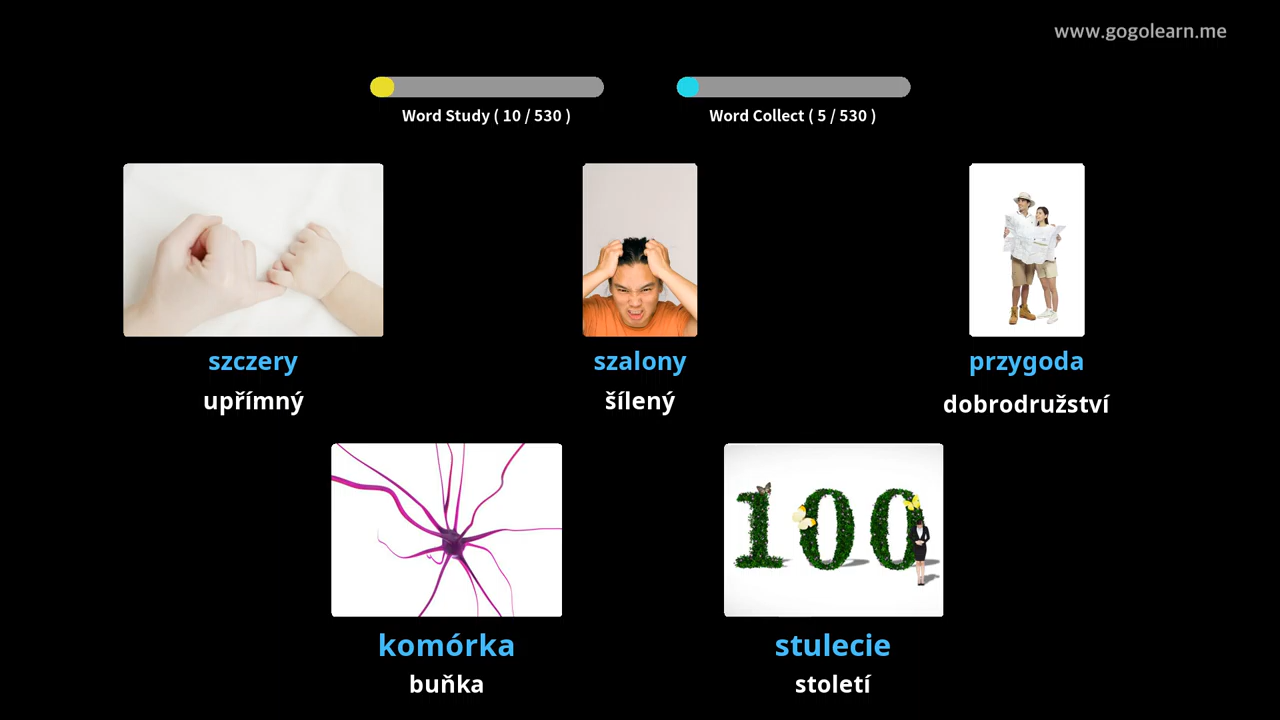 www.gogolearn.me
Word Study ( 10 / 530 )
Word Collect ( 5 / 530 )
szczery
upřímný
szalony
šílený
przygoda
dobrodružství
komórka
buňka
stulecie
století
100